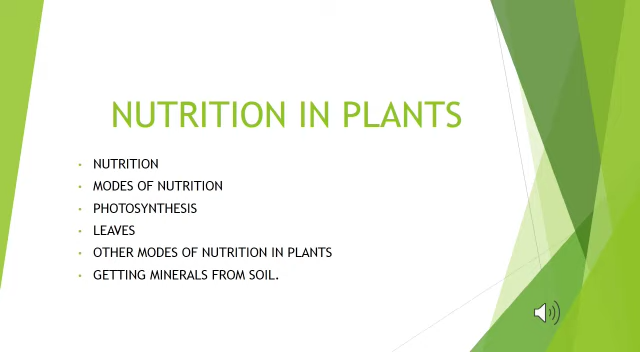 NUTRITION IN PLANTS
• NUTRITION
• MODES OF NUTRITION
• PHOTOSYNTHESIS
• LEAVES
• OTHER MODES OF NUTRITION IN PLANTS
• GETTING MINERALS FROM SOIL.